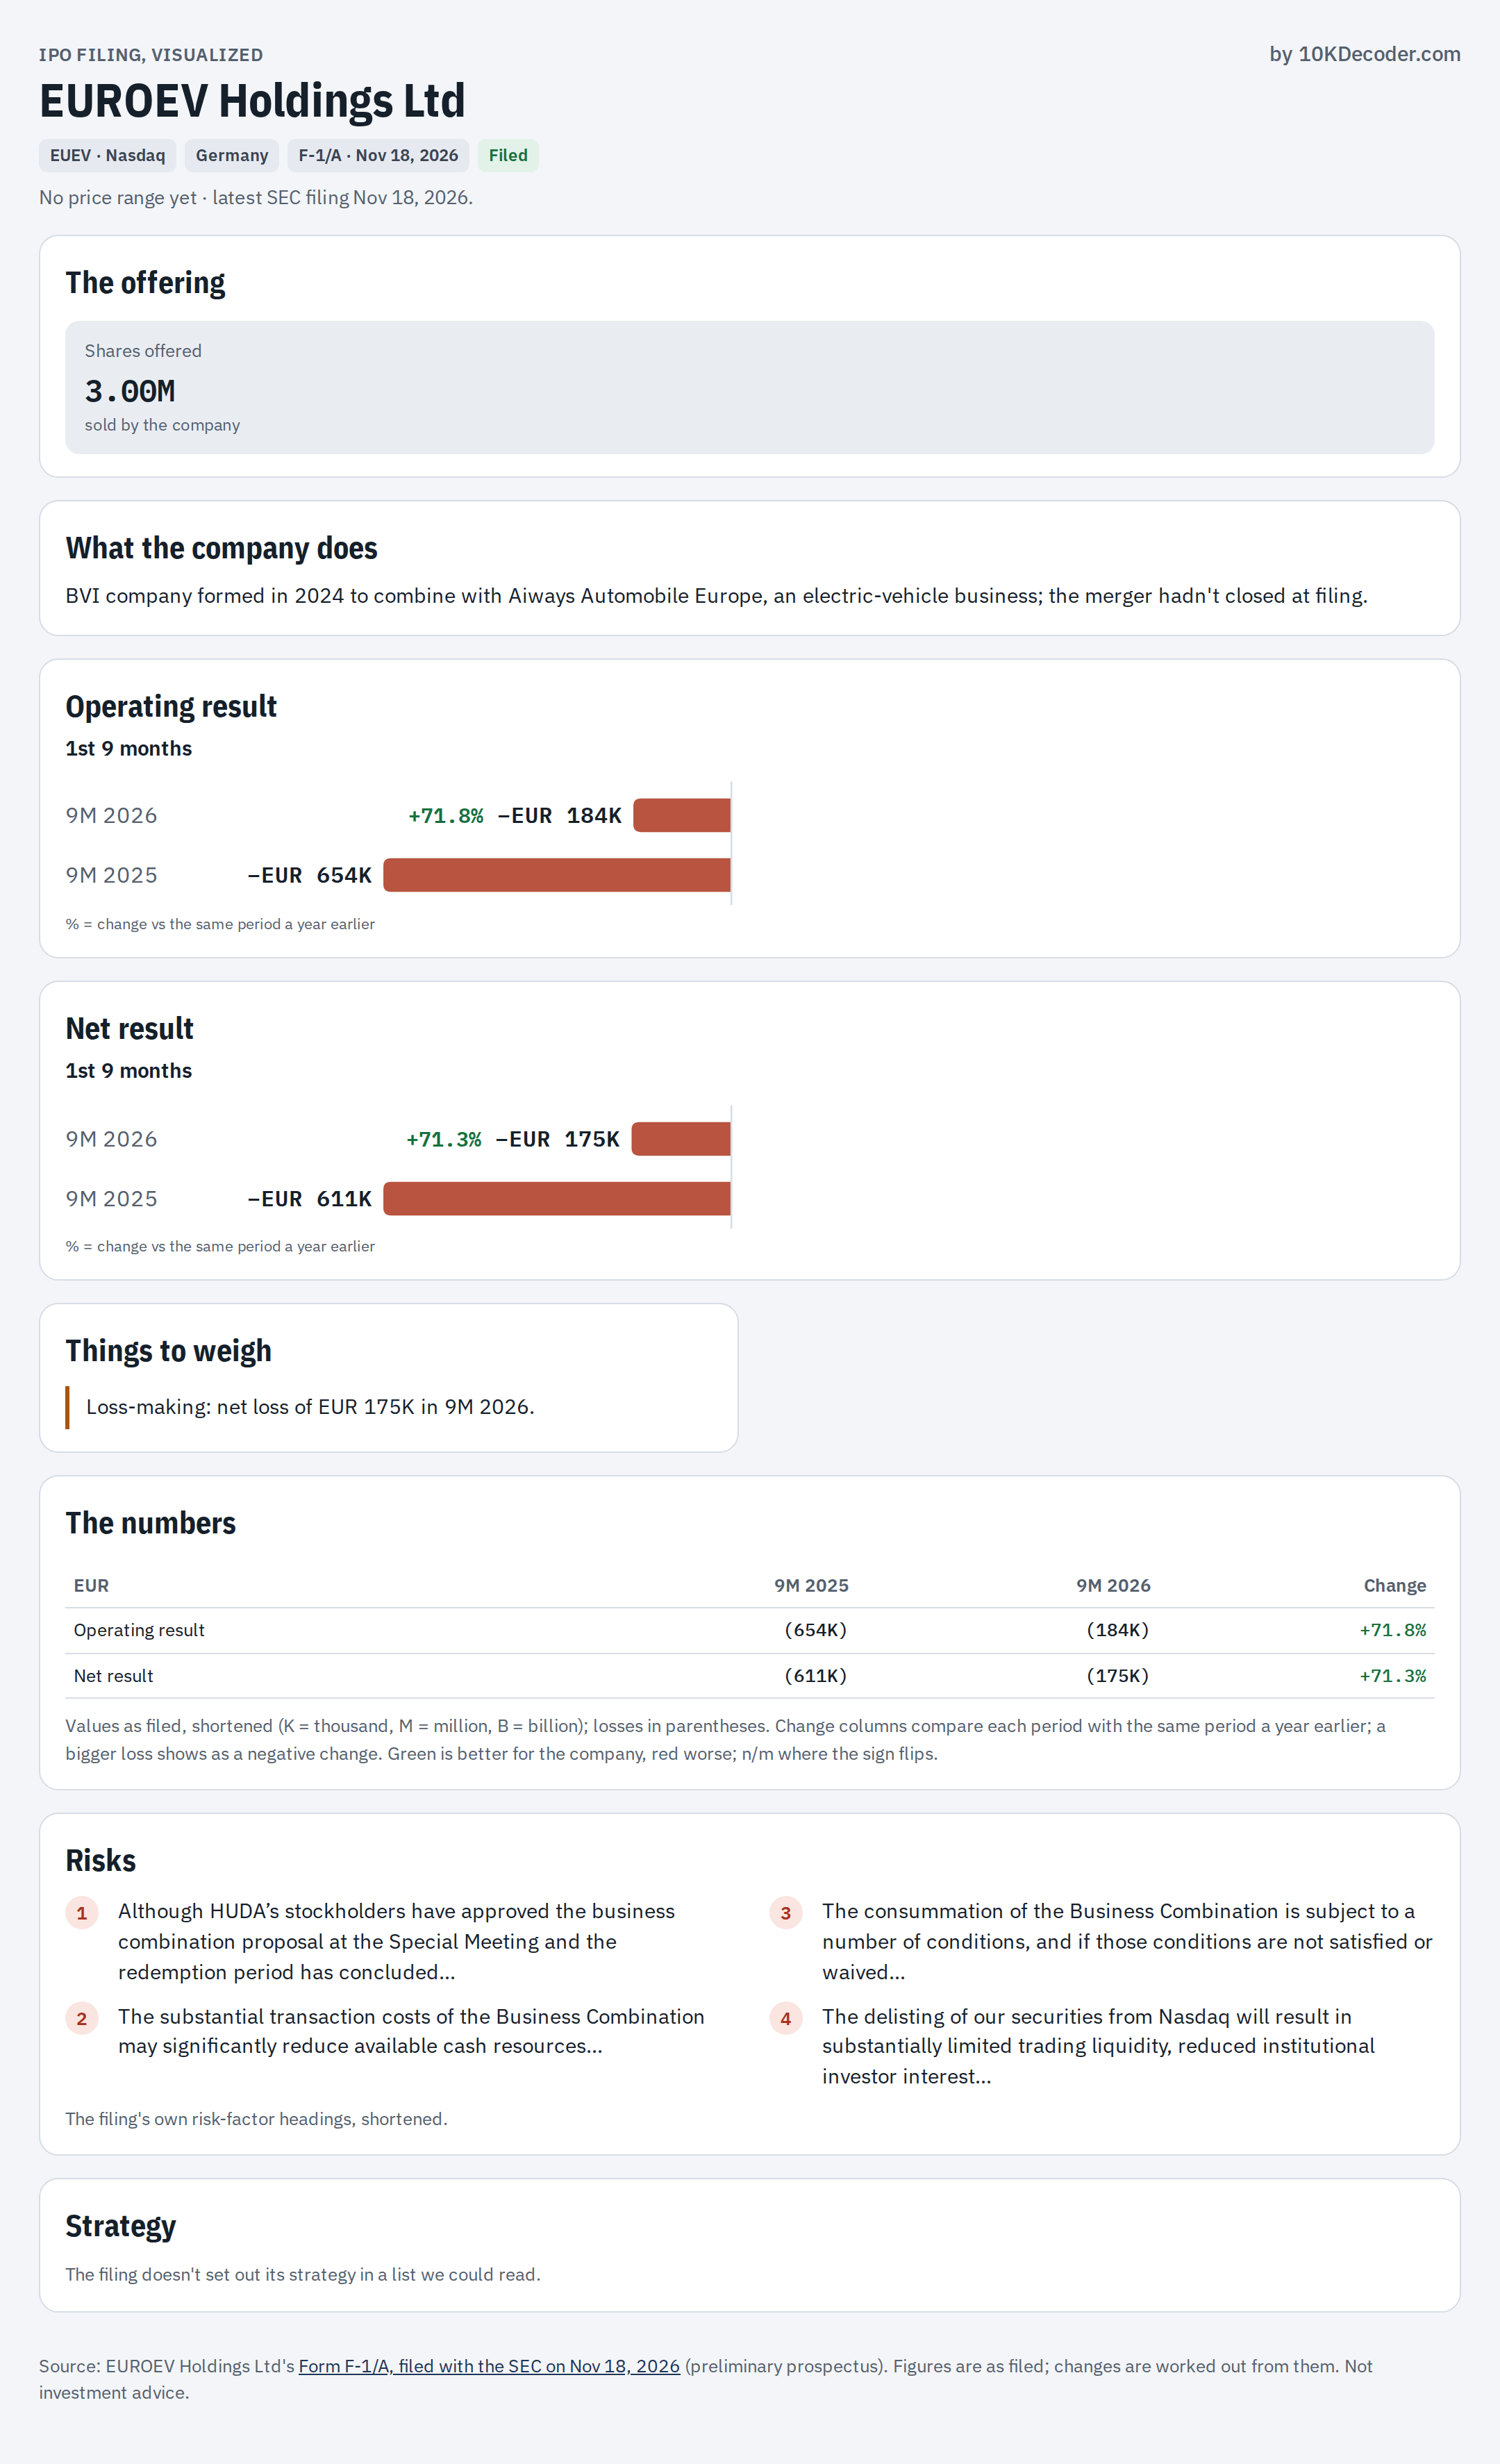 IPO FILING, VISUALIZED
by 10KDecoder.com
EUROEV Holdings Ltd
EUEV · Nasdaq
Germany
F-1/A · Nov 18, 2026
Filed
No price range yet · latest SEC filing Nov 18, 2026.
The offering
Shares offered
3.00M
sold by the company
What the company does
BVI company formed in 2024 to combine with Aiways Automobile Europe, an electric-vehicle business; the merger hadn't closed at filing.
Operating result
1st 9 months
9M 2026 +71.8% −EUR 184K
9M 2025 −EUR 654K
% = change vs the same period a year earlier
Net result
1st 9 months
9M 2026 +71.3% −EUR 175K
9M 2025 −EUR 611K
% = change vs the same period a year earlier
Things to weigh
Loss-making: net loss of EUR 175K in 9M 2026.
The numbers
EUR 9M 2025 9M 2026 Change
Operating result (654K) (184K) +71.8%
Net result (611K) (175K) +71.3%
Values as filed, shortened (K = thousand, M = million, B = billion); losses in parentheses. Change columns compare each period with the same period a year earlier; a
bigger loss shows as a negative change. Green is better for the company, red worse; n/m where the sign flips.
Risks
1 Although HUDA’s stockholders have approved the business
combination proposal at the Special Meeting and the
redemption period has concluded…
2 The substantial transaction costs of the Business Combination
may significantly reduce available cash resources…
3 The consummation of the Business Combination is subject to a
number of conditions, and if those conditions are not satisfied or
waived…
4 The delisting of our securities from Nasdaq will result in
substantially limited trading liquidity, reduced institutional
investor interest…
The filing's own risk-factor headings, shortened.
Strategy
The filing doesn't set out its strategy in a list we could read.
Source: EUROEV Holdings Ltd's Form F-1/A, filed with the SEC on Nov 18, 2026 (preliminary prospectus). Figures are as filed; changes are worked out from them. Not
investment advice.